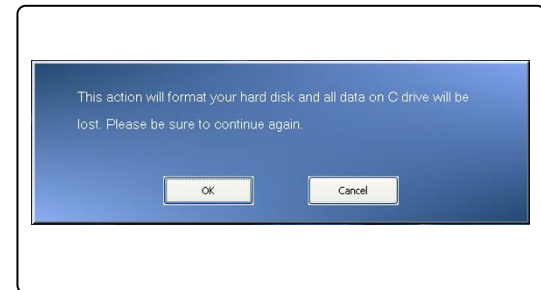 This action will format your hard disk and all data on C drive will be
lost. Please be sure to continue again.
OK
Cancel